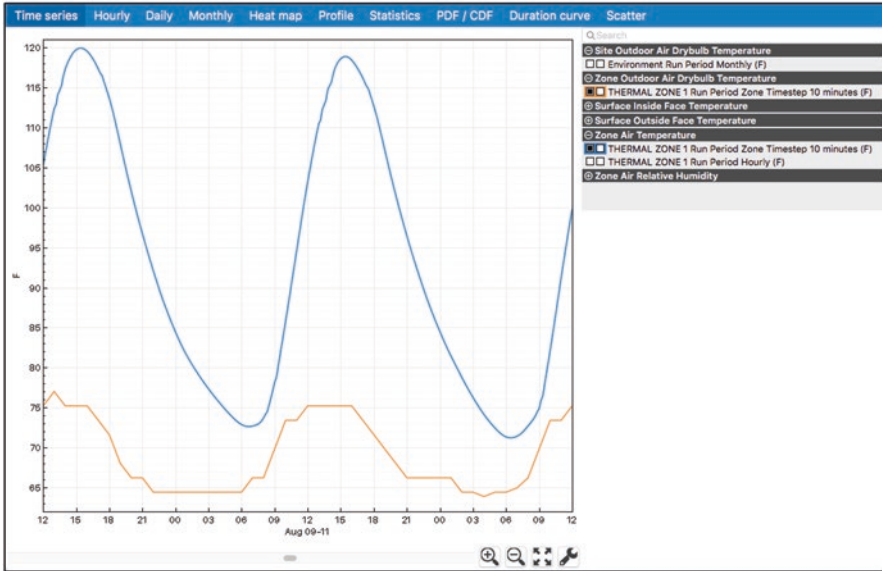 Time series Hourly Daily Monthly Heat map Profile Statistics PDF / CDF Duration curve Scatter
Search
Site Outdoor Air Drybulb Temperature
Environment Run Period Monthly (F)
Zone Outdoor Air Drybulb Temperature
THERMAL ZONE 1 Run Period Zone Timestep 10 minutes (F)
Surface Inside Face Temperature
Surface Outside Face Temperature
Zone Air Temperature
THERMAL ZONE 1 Run Period Zone Timestep 10 minutes (F)
THERMAL ZONE 1 Run Period Hourly (F)
Zone Air Relative Humidity
120
115
110
105
100
95
90
85
80
75
70
65
F
12 15 18 21 00 03 06 09 12 15 18 21 00 03 06 09 12
Aug 09–11